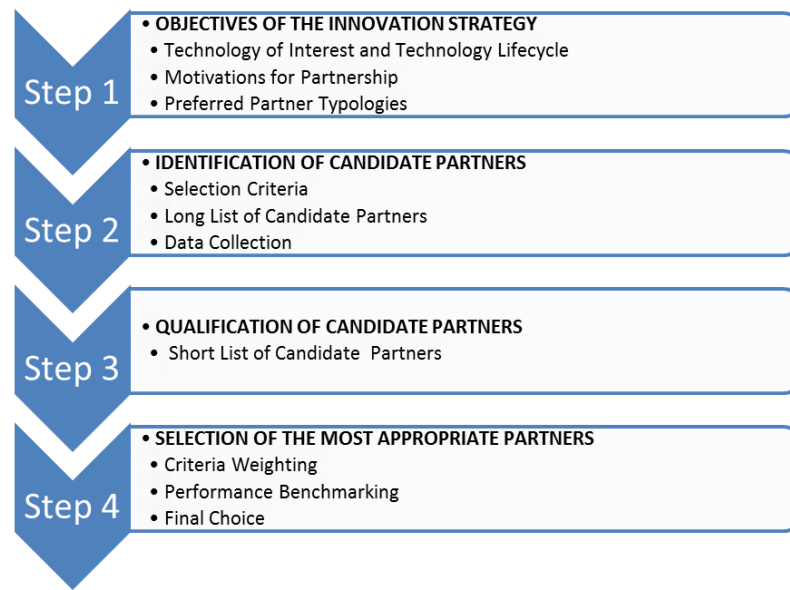 Step 1
• OBJECTIVES OF THE INNOVATION STRATEGY
• Technology of Interest and Technology Lifecycle
• Motivations for Partnership
• Preferred Partner Typologies
Step 2
• IDENTIFICATION OF CANDIDATE PARTNERS
• Selection Criteria
• Long List of Candidate Partners
• Data Collection
Step 3
• QUALIFICATION OF CANDIDATE PARTNERS
• Short List of Candidate Partners
Step 4
• SELECTION OF THE MOST APPROPRIATE PARTNERS
• Criteria Weighting
• Performance Benchmarking
• Final Choice